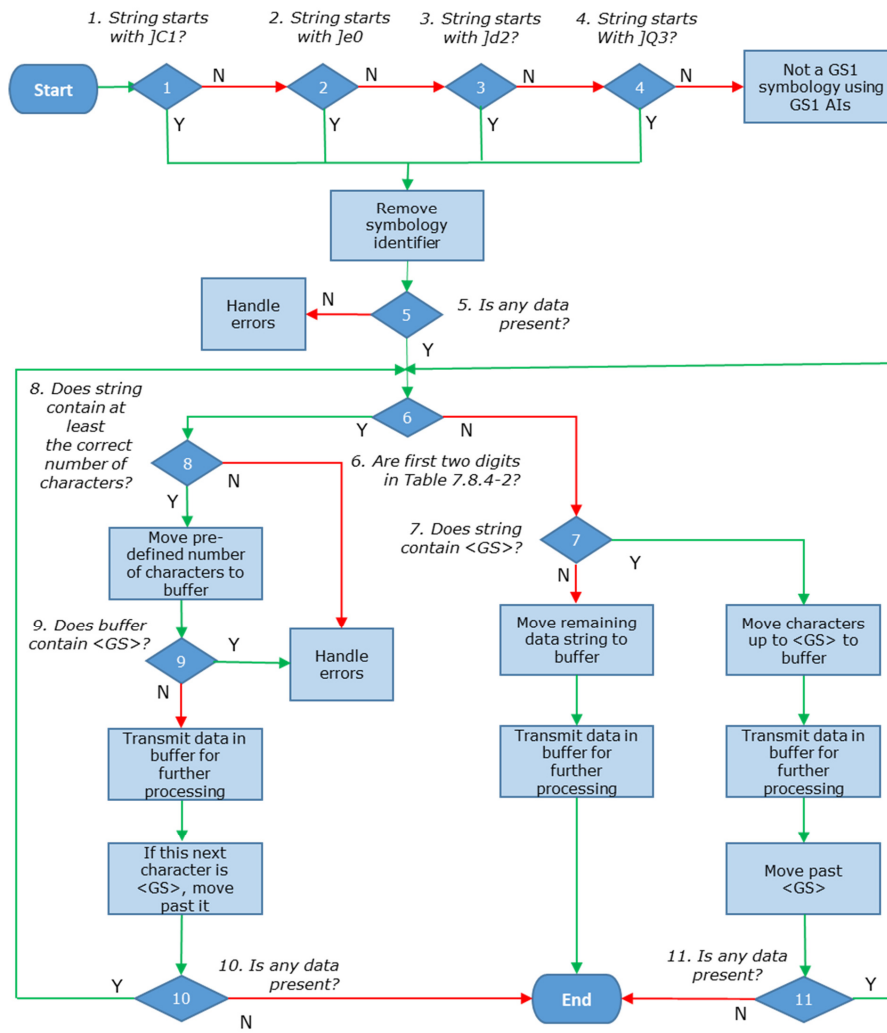 1. String starts
with ]C1?
2. String starts
with ]e0
3. String starts
with ]d2?
4. String starts
With ]Q3?
Start
1
N
2
N
3
N
4
N
Not a GS1
symbology using
GS1 AIs
Y
Y
Y
Y
Remove
symbology
identifier
Handle
errors
N
5
5. Is any data
present?
Y
8. Does string
contain at
least
the correct
number of
characters?
6
Y
N
8
N
6. Are first two digits
in Table 7.8.4-2?
Y
7. Does string
contain <GS>?
7
Y
N
Move pre-
defined number
of characters to
buffer
9. Does buffer
contain <GS>?
9
Y
N
Handle
errors
Move remaining
data string to
buffer
Move characters
up to <GS> to
buffer
Transmit data in
buffer for
further
processing
Transmit data in
buffer for
further
processing
Transmit data in
buffer for
further
processing
If this next
character is
<GS>, move
past it
Move past
<GS>
10. Is any data
present?
11. Is any data
present?
Y
10
N
End
N
11
Y